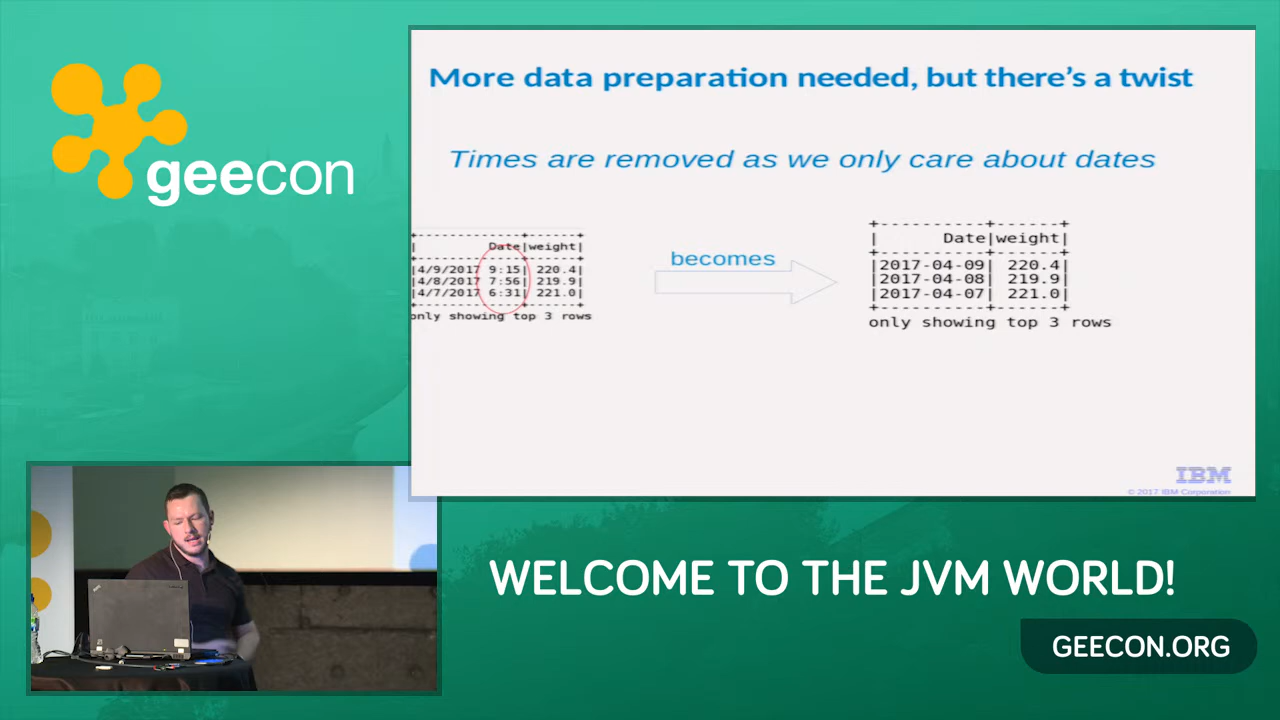 geecon
More data preparation needed, but there's a twist
Times are removed as we only care about dates
+------------+------+
|        Date|weight|
+------------+------+
|4/9/2017 9:15| 220.4|
|4/8/2017 7:56| 219.9|
|4/7/2017 6:31| 221.0|
+------------+------+
only showing top 3 rows
becomes
+----------+------+
|      Date|weight|
+----------+------+
|2017-04-09| 220.4|
|2017-04-08| 219.9|
|2017-04-07| 221.0|
+----------+------+
only showing top 3 rows
IBM
© 2017 IBM Corporation
WELCOME TO THE JVM WORLD!
GEECON.ORG